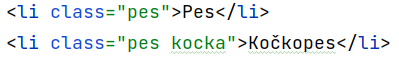 <li class="pes">Pes</li>
<li class="pes kocka">Kočkopes</li>